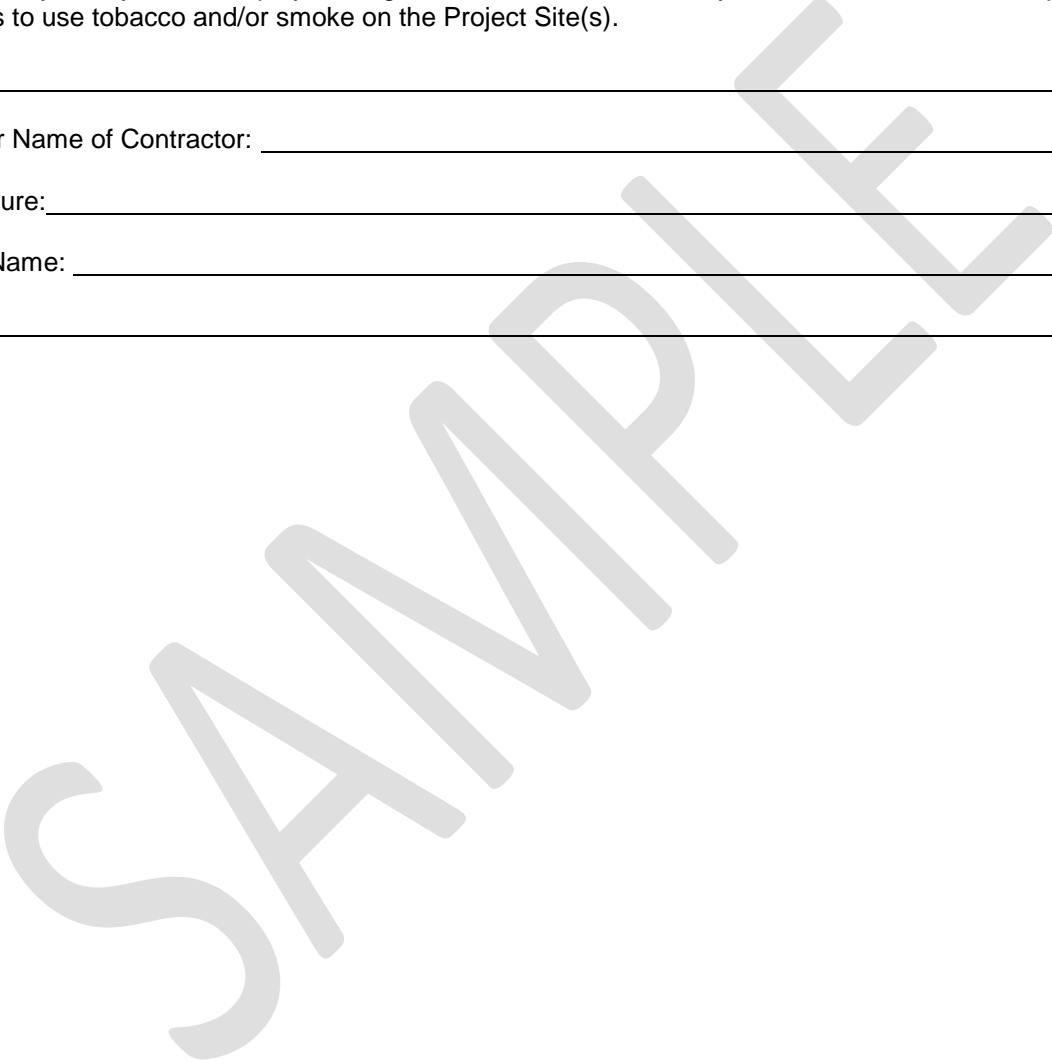 s to use tobacco and/or smoke on the Project Site(s).
r Name of Contractor:
ure:
Name:
SAMPLE